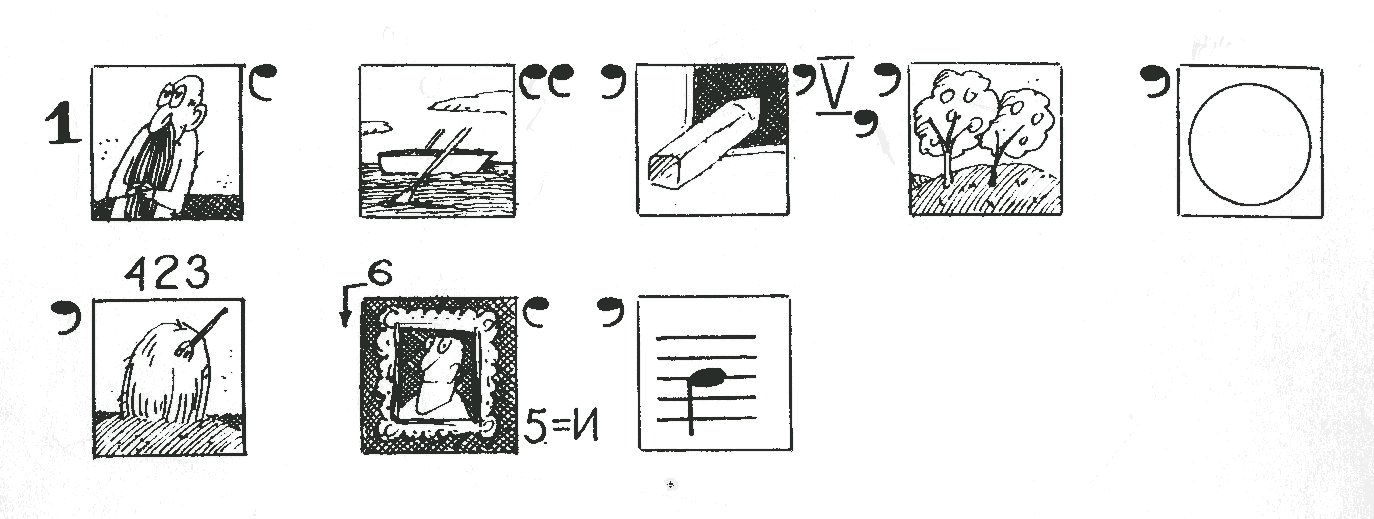 1 , ,, , , V , , ,
423
6
, , ,
5=И